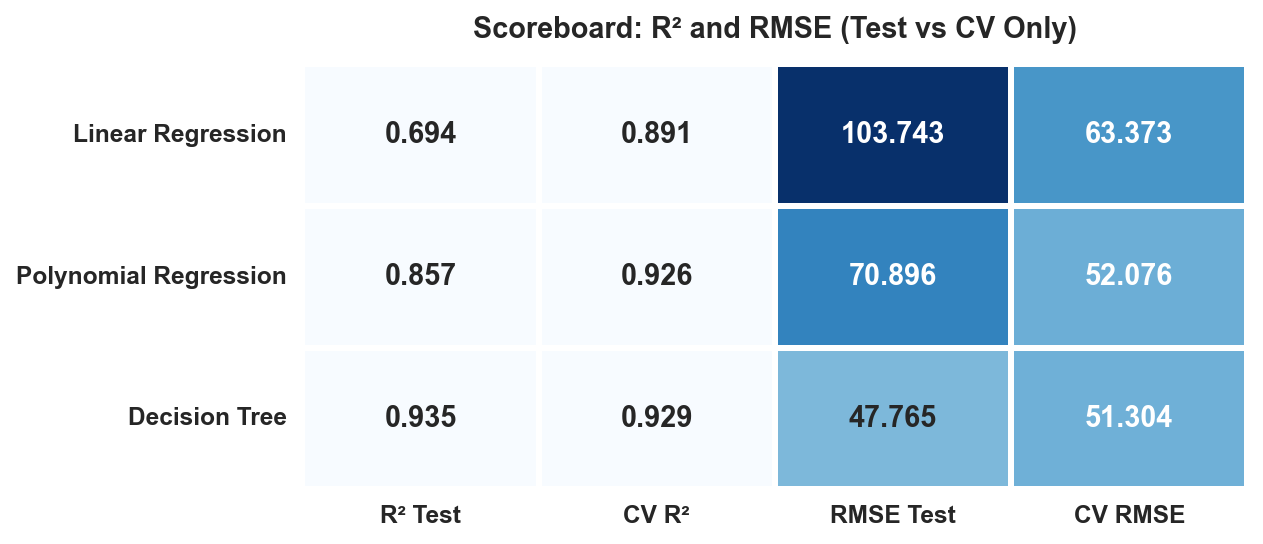 Scoreboard: R² and RMSE (Test vs CV Only)
Linear Regression 0.694 0.891 103.743 63.373
Polynomial Regression 0.857 0.926 70.896 52.076
Decision Tree 0.935 0.929 47.765 51.304
R² Test CV R² RMSE Test CV RMSE